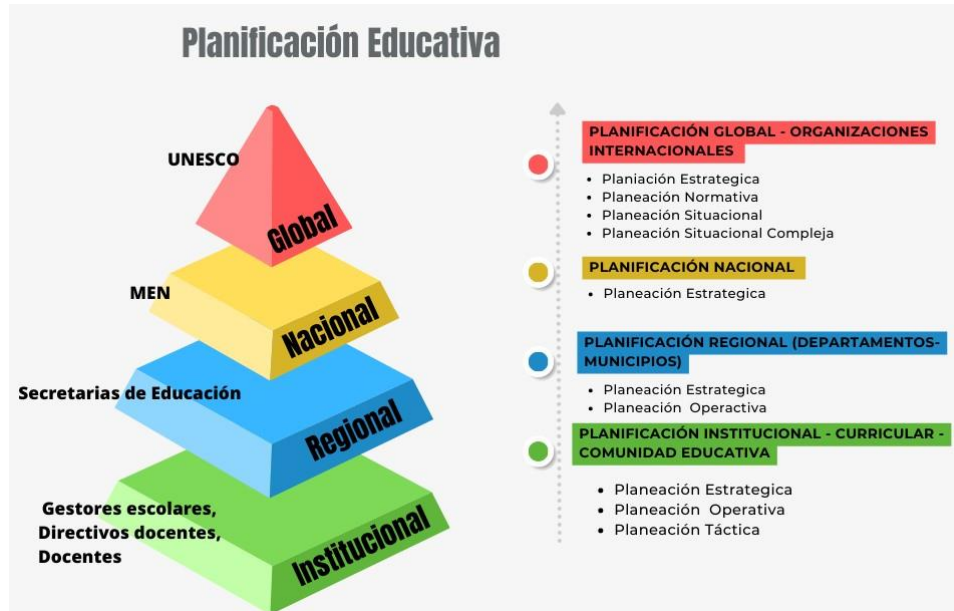 Planificación Educativa
UNESCO
Global
MEN
Nacional
Secretarias de Educación
Regional
Gestores escolares,
Directivos docentes,
Docentes
Institucional
PLANIFICACIÓN GLOBAL - ORGANIZACIONES
INTERNACIONALES
• Planiación Estrategica
• Planeación Normativa
• Planeación Situacional
• Planeación Situacional Compleja
PLANIFICACIÓN NACIONAL
• Planeación Estrategica
PLANIFICACIÓN REGIONAL (DEPARTAMENTOS-
MUNICIPIOS)
• Planeación Estrategica
• Planeación Operactiva
PLANIFICACIÓN INSTITUCIONAL - CURRICULAR -
COMUNIDAD EDUCATIVA
• Planeación Estrategica
• Planeación Operativa
• Planeación Táctica